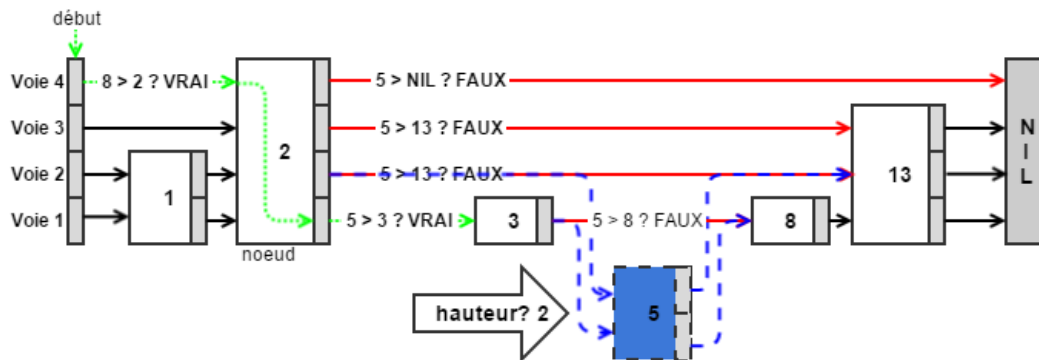 début
Voie 4
8 > 2 ? VRAI
5 > NIL ? FAUX
Voie 3
5 > 13 ? FAUX
Voie 2
5 > 13 ? FAUX
Voie 1
5 > 3 ? VRAI
5 > 8 ? FAUX
1
2
3
8
13
NIL
noeud
hauteur? 2
5